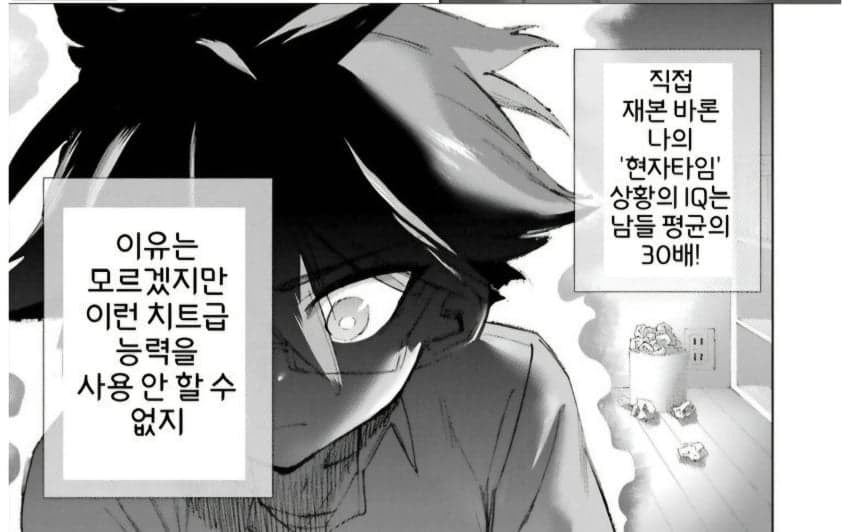 직접
재본 바론
나의
'현자타임'
상황의 IQ는
남들 평균의
30배!
이유는
모르겠지만
이런 치트급
능력을
사용 안 할 수
없지